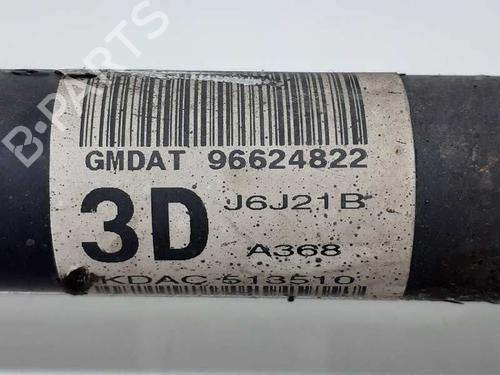 B-PARTS
GMDAT 96624822
3D J6J21B
A368
KDAC 513510